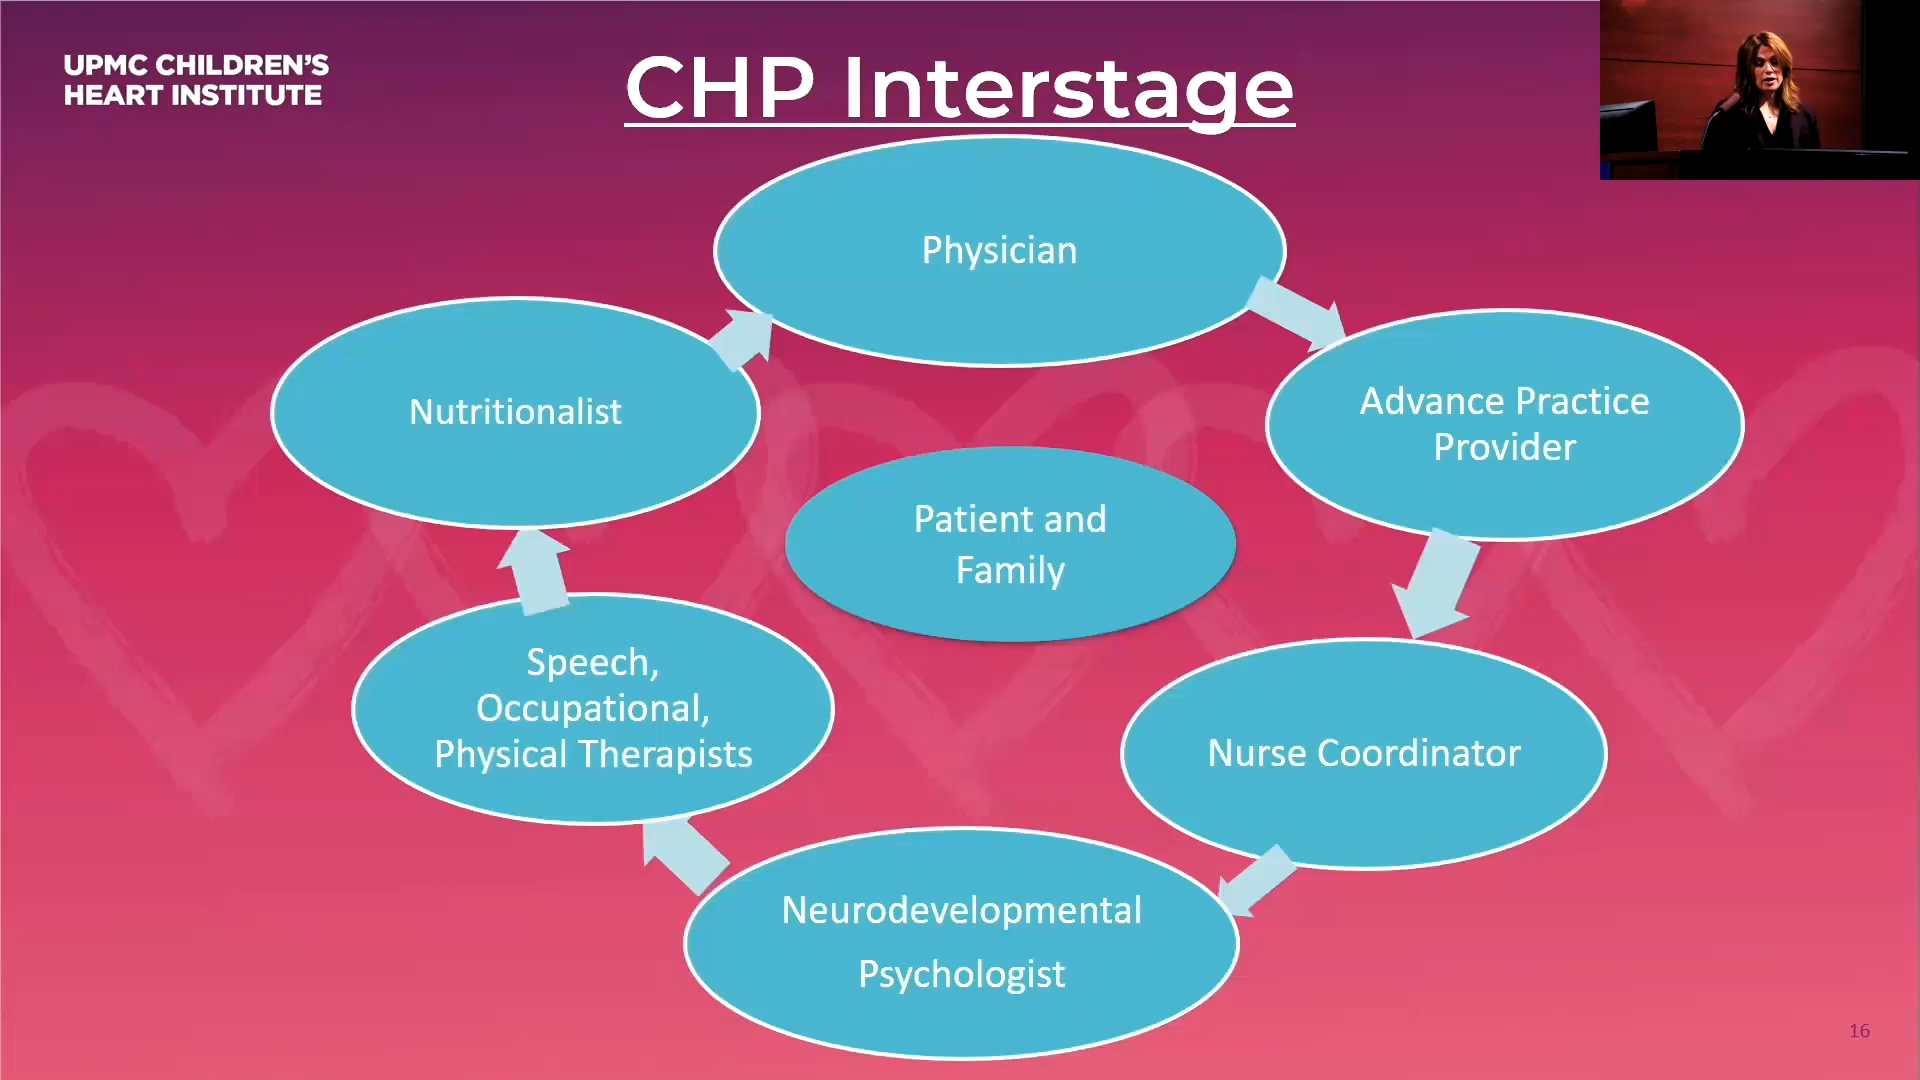 UPMC CHILDREN'S
HEART INSTITUTE
CHP Interstage
Physician
Nutritionalist
Advance Practice
Provider
Patient and
Family
Speech,
Occupational,
Physical Therapists
Nurse Coordinator
Neurodevelopmental
Psychologist
16